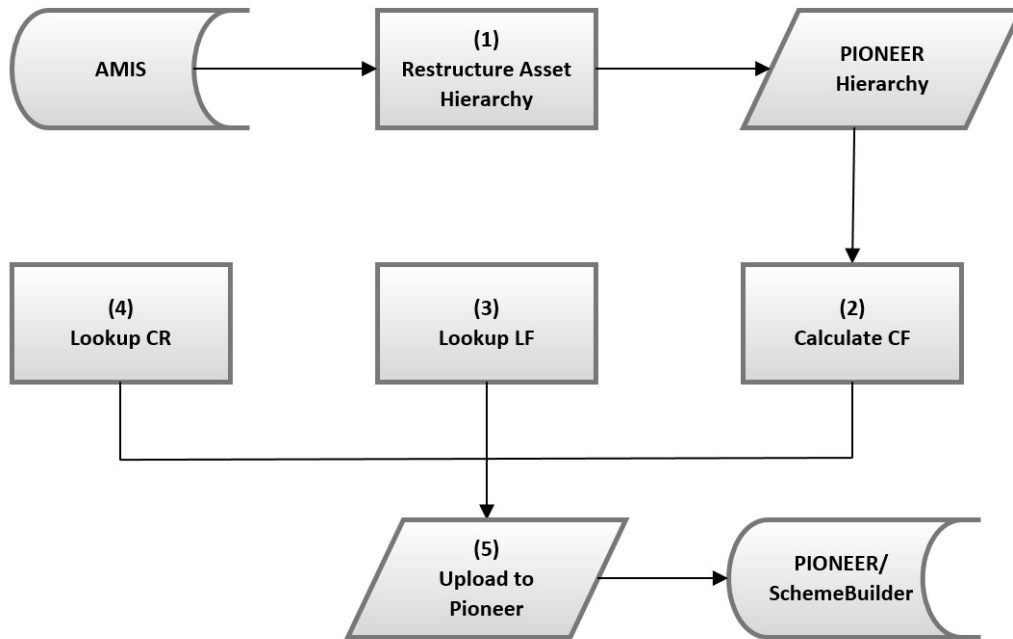 AMIS
(1)
Restructure Asset
Hierarchy
PIONEER
Hierarchy
(4)
Lookup CR
(3)
Lookup LF
(2)
Calculate CF
(5)
Upload to
Pioneer
PIONEER/
SchemeBuilder